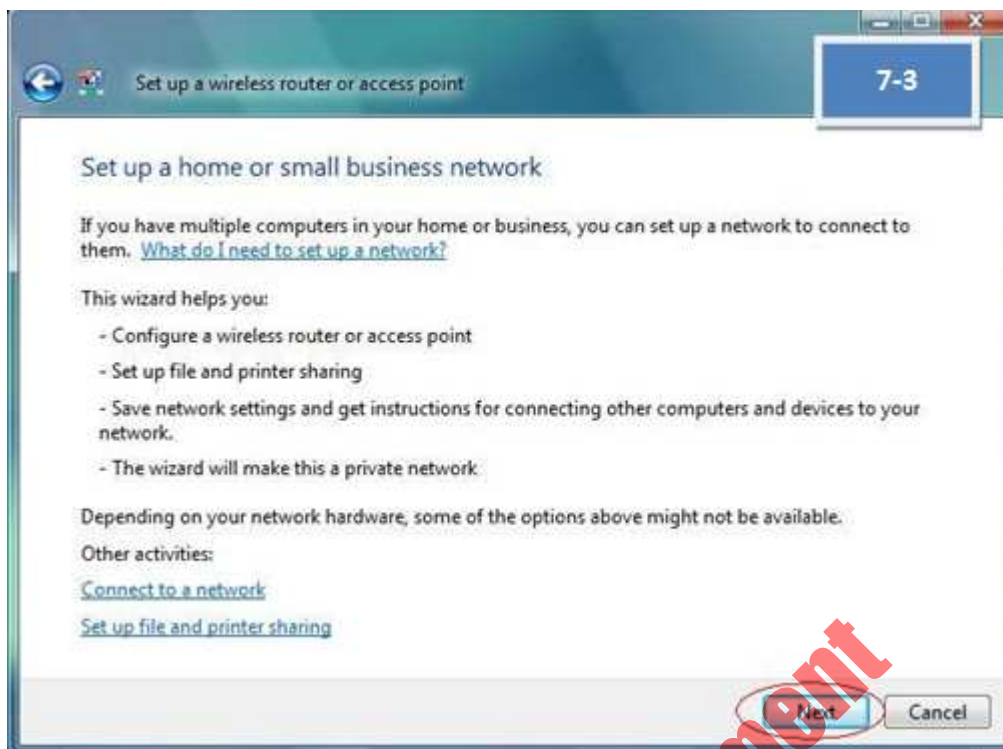 7-3
Set up a wireless router or access point
Set up a home or small business network
If you have multiple computers in your home or business, you can set up a network to connect to
them. What do I need to set up a network?
This wizard helps you:
- Configure a wireless router or access point
- Set up file and printer sharing
- Save network settings and get instructions for connecting other computers and devices to your
network.
- The wizard will make this a private network
Depending on your network hardware, some of the options above might not be available.
Other activities:
Connect to a network
Set up file and printer sharing
Next
Cancel